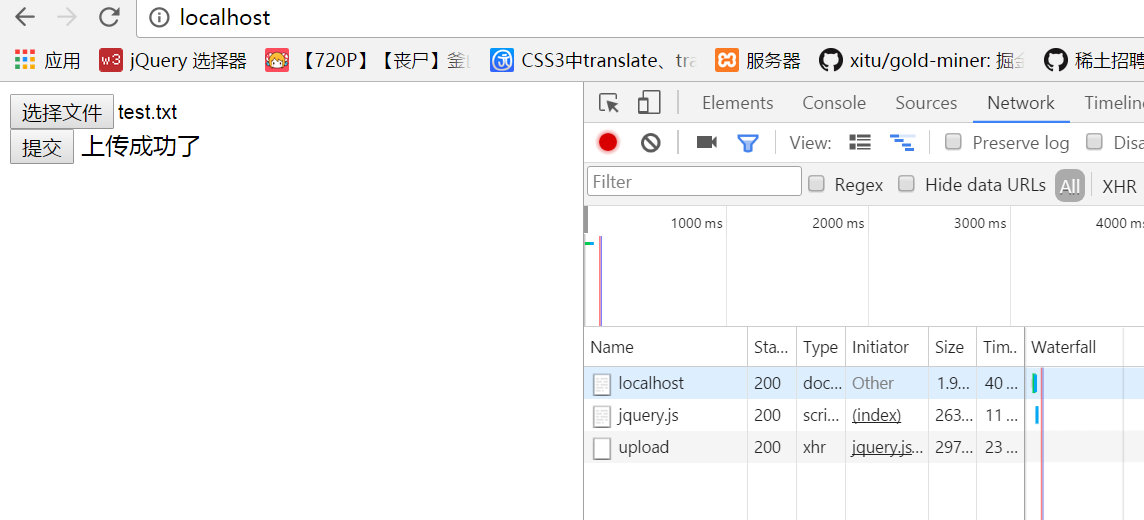 localhost
应用 jQuery 选择器 【720P】【丧尸】釜 CSS3中translate、tra 服务器 xitu/gold-miner: 掘金 稀土招聘
选择文件 test.txt
提交 上传成功了
Elements Console Sources Network Timeline
View: Preserve log Disa
Filter Regex Hide data URLs All XHR
1000 ms 2000 ms 3000 ms 4000 ms
Name Sta... Type Initiator Size Tim.. Waterfall
localhost 200 doc... Other 1.9... 40 ...
jquery.js 200 scri... (index) 263... 11 ...
upload 200 xhr jquery.js... 297... 23 ...